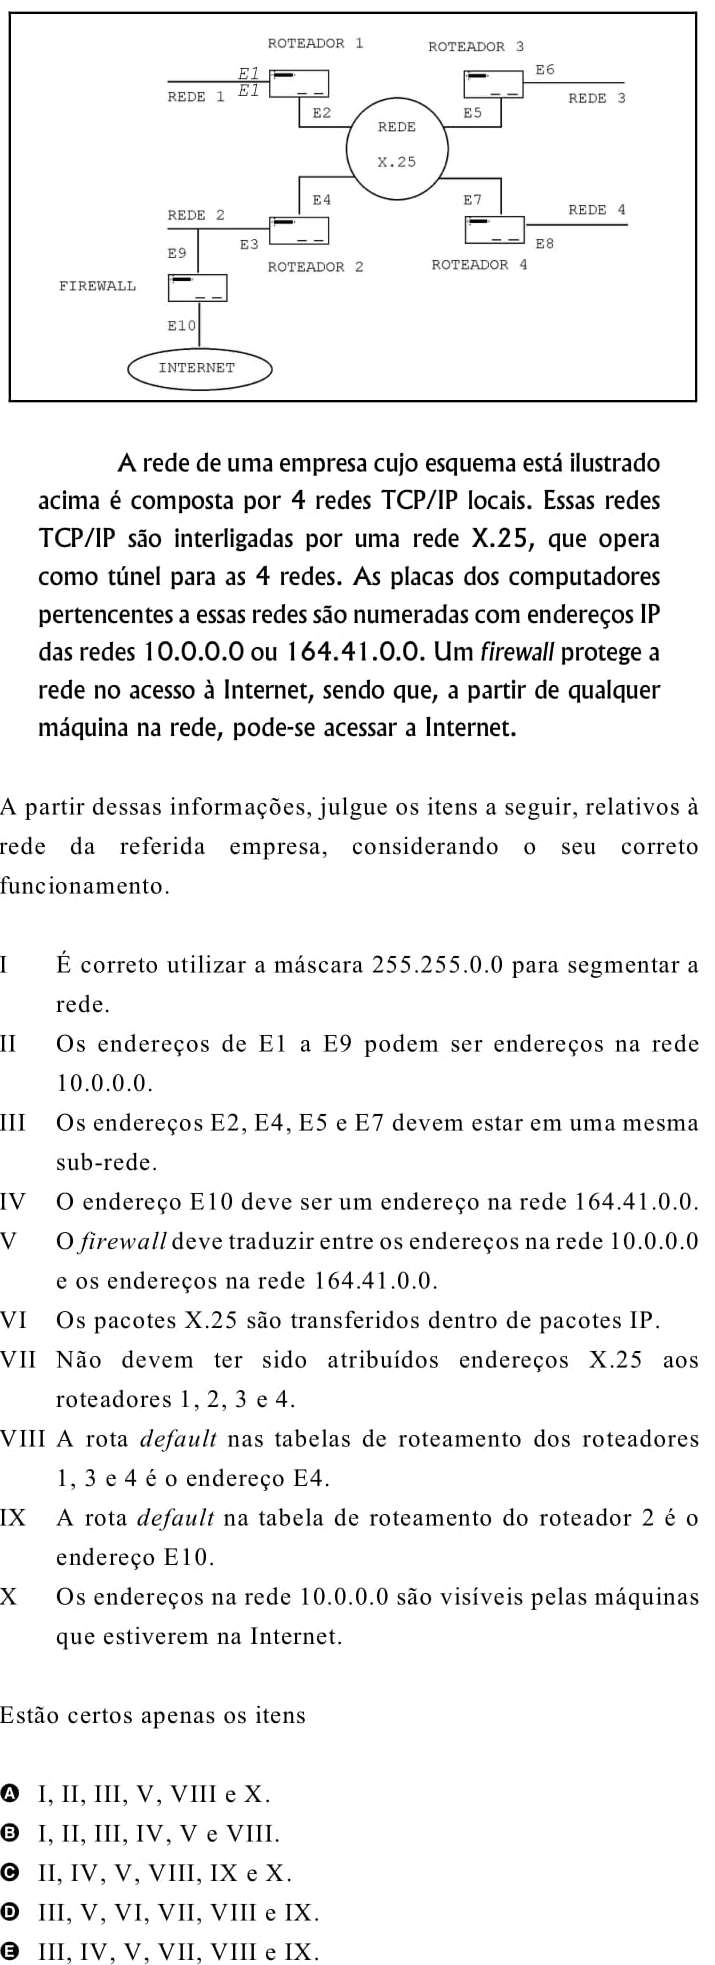 ROTEADOR 1 ROTEADOR 3
E1 E6
REDE 1 E1 REDE 3
E2 E5
REDE
X.25
E4 E7
REDE 2 REDE 4
E9 E3 E8
ROTEADOR 2 ROTEADOR 4
FIREWALL
E10
INTERNET
A rede de uma empresa cujo esquema está ilustrado
acima é composta por 4 redes TCP/IP locais. Essas redes
TCP/IP são interligadas por uma rede X.25, que opera
como túnel para as 4 redes. As placas dos computadores
pertencentes a essas redes são numeradas com endereços IP
das redes 10.0.0.0 ou 164.41.0.0. Um firewall protege a
rede no acesso à Internet, sendo que, a partir de qualquer
máquina na rede, pode-se acessar a Internet.
A partir dessas informações, julgue os itens a seguir, relativos à
rede da referida empresa, considerando o seu correto
funcionamento.
I É correto utilizar a máscara 255.255.0.0 para segmentar a
rede.
II Os endereços de E1 a E9 podem ser endereços na rede
10.0.0.0.
III Os endereços E2, E4, E5 e E7 devem estar em uma mesma
sub-rede.
IV O endereço E10 deve ser um endereço na rede 164.41.0.0.
V O firewall deve traduzir entre os endereços na rede 10.0.0.0
e os endereços na rede 164.41.0.0.
VI Os pacotes X.25 são transferidos dentro de pacotes IP.
VII Não devem ter sido atribuídos endereços X.25 aos
roteadores 1, 2, 3 e 4.
VIII A rota default nas tabelas de roteamento dos roteadores
1, 3 e 4 é o endereço E4.
IX A rota default na tabela de roteamento do roteador 2 é o
endereço E10.
X Os endereços na rede 10.0.0.0 são visíveis pelas máquinas
que estiverem na Internet.
Estão certos apenas os itens
A I, II, III, V, VIII e X.
B I, II, III, IV, V e VIII.
C II, IV, V, VIII, IX e X.
D III, V, VI, VII, VIII e IX.
E III, IV, V, VII, VIII e IX.